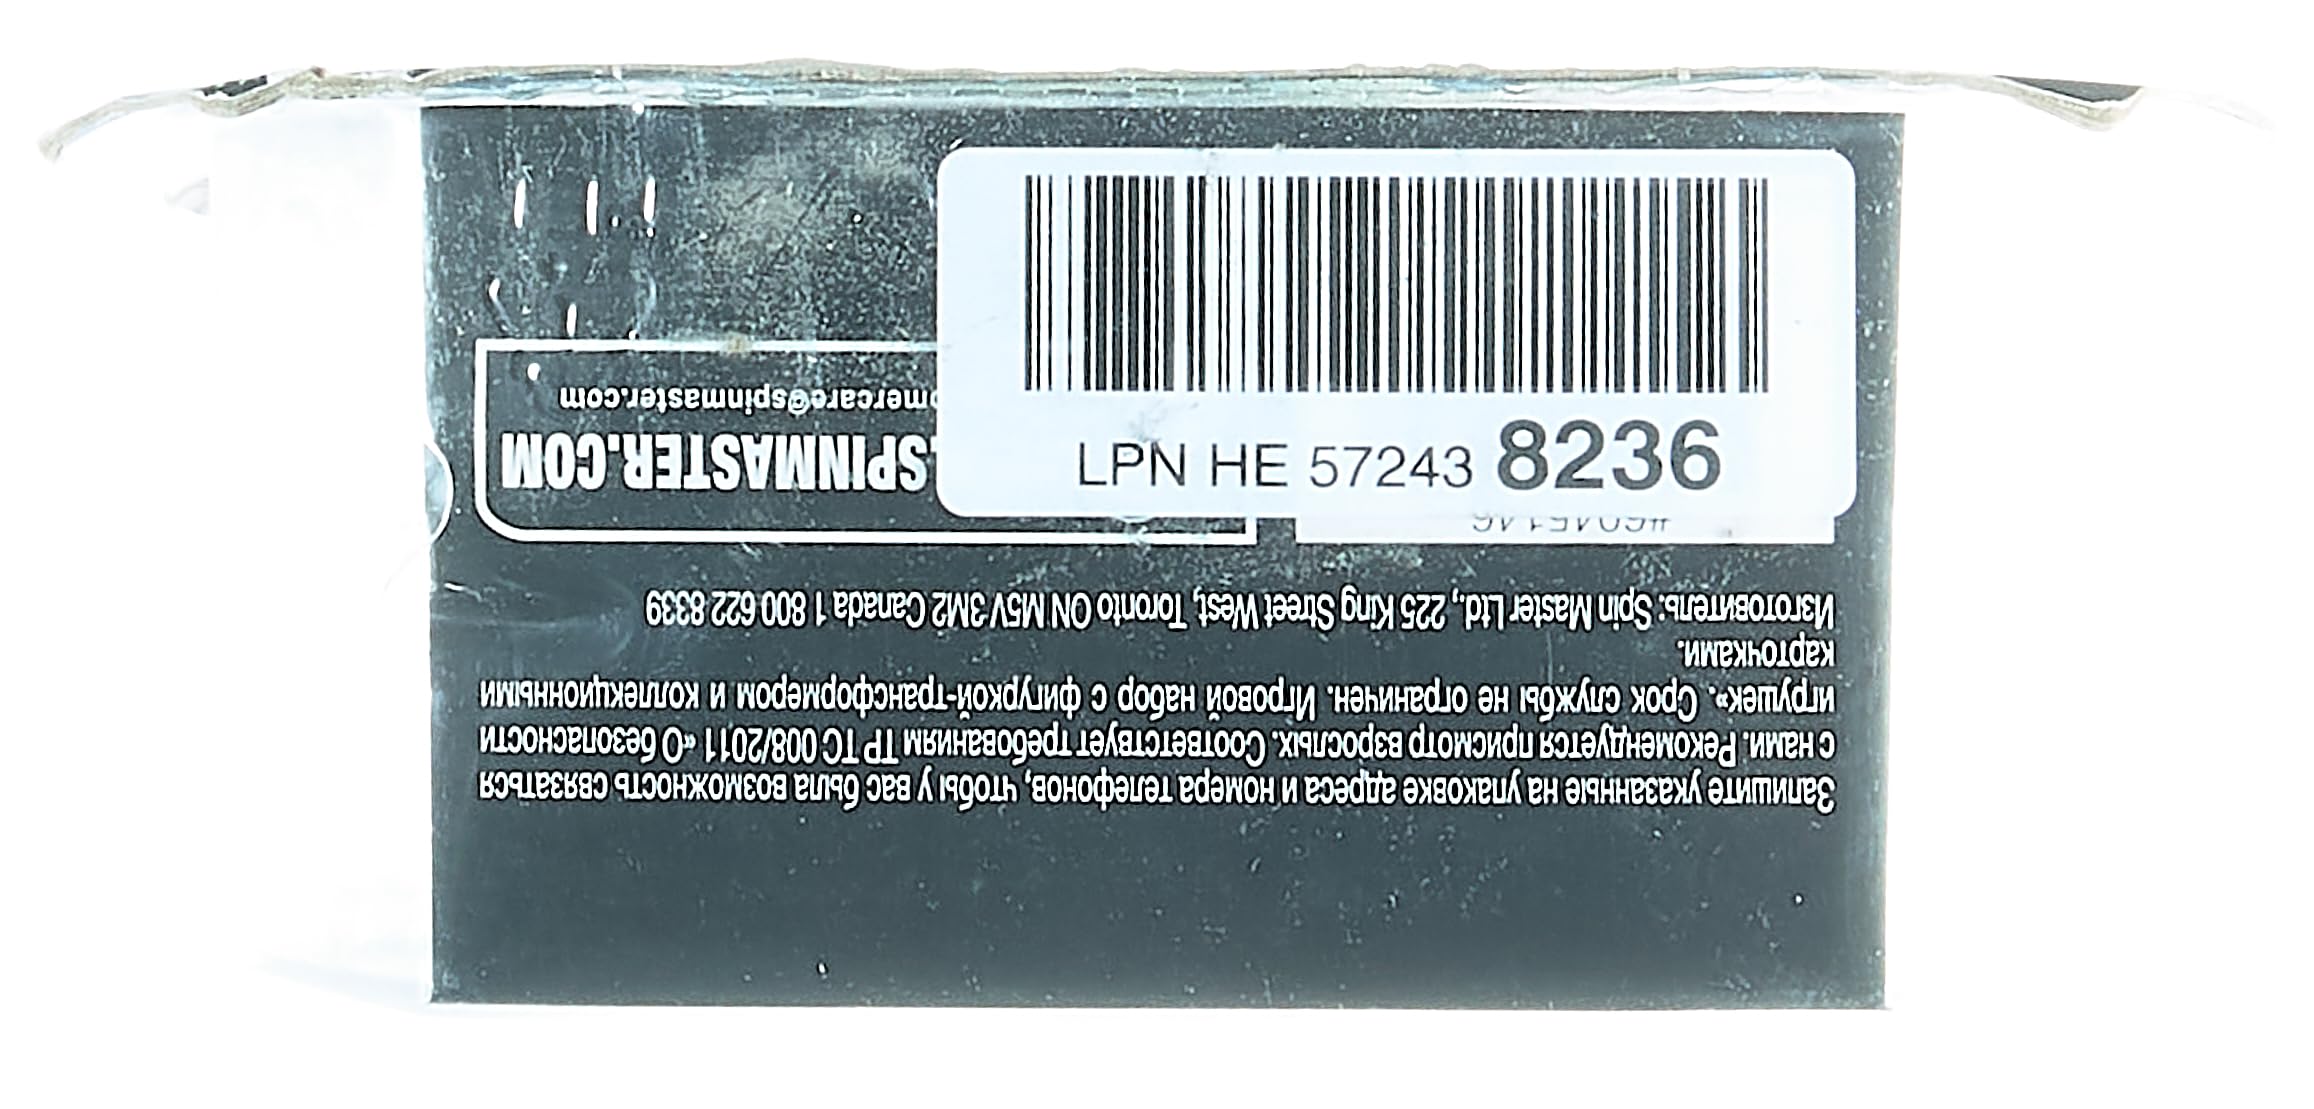 LPN HE 57243 8236
Запишите указанные на упаковке адреса и номера телефонов, чтобы у вас была возможность связаться
с нами. Рекомендуется присмотр взрослых. Соответствует требованиям ТР ТС 008/2011 «О безопасности
игрушек». Срок службы не ограничен. Игровой набор с фигуркой-трансформером и коллекционными
карточками.
Изготовитель: Spin Master Ltd., 225 King Street West, Toronto ON M5V 3M2 Canada 1 800 622 8339
.SPINMASTER.COM
omercare@spinmaster.com